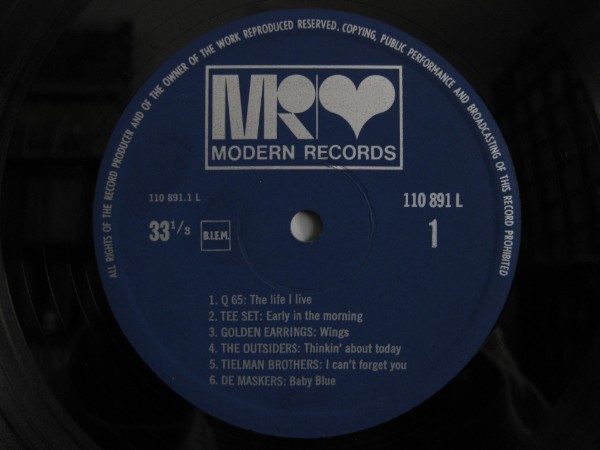 ALL RIGHTS OF THE RECORD PRODUCER AND OF THE OWNER OF THE WORK REPRODUCED RESERVED. COPYING, PUBLIC PERFORMANCE AND BROADCASTING OF THIS RECORD PROHIBITED
MR
MODERN RECORDS
110 891.1 L
110 891 L
33 1/3
B.I.E.M.
1
1. Q 65: The life I live
2. TEE SET: Early in the morning
3. GOLDEN EARRINGS: Wings
4. THE OUTSIDERS: Thinkin' about today
5. TIELMAN BROTHERS: I can't forget you
6. DE MASKERS: Baby Blue